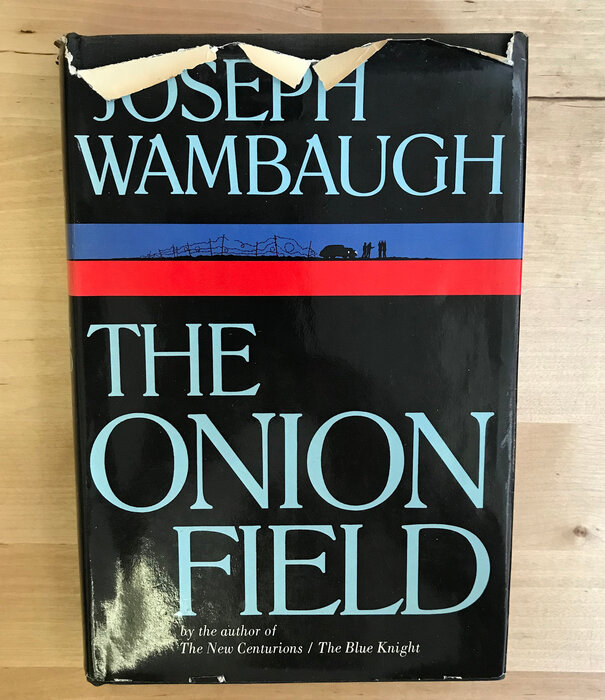 JOSEPH
WAMBAUGH
THE
ONION
FIELD
by the author of
The New Centurions / The Blue Knight